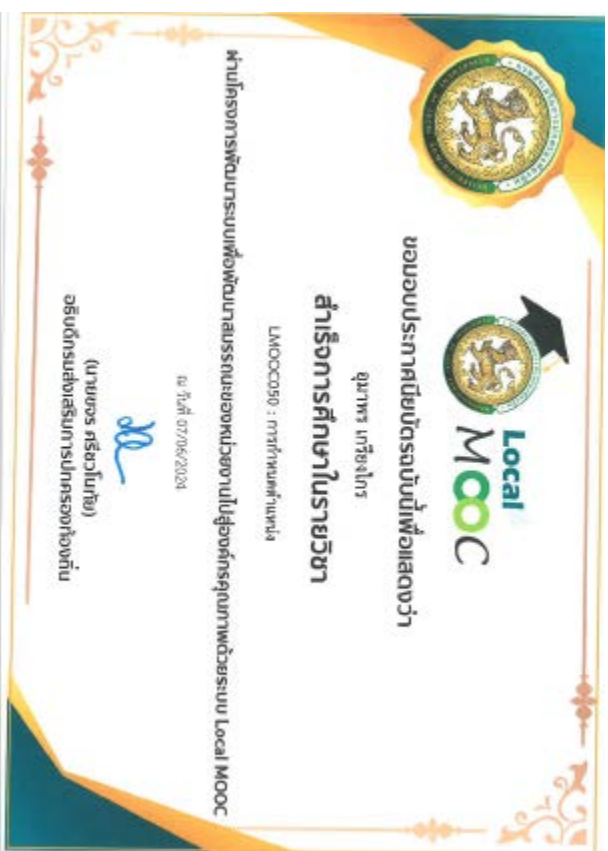 Local
MOOC
ขอมอบประกาศนียบัตรฉบับนี้เพื่อแสดงว่า
อุมาพร เกรียงไกร
สำเร็จการศึกษาในรายวิชา
LMOOC050 : การกำหนดตำแหน่ง
ผ่านโครงการพัฒนาระบบเพื่อพัฒนาสมรรถนะของหน่วยงานไปสู่องค์กรคุณภาพด้วยระบบ Local MOOC
ณ วันที่ 07/06/2024
(นายขจร ศรีชวโนทัย)
อธิบดีกรมส่งเสริมการปกครองท้องถิ่น